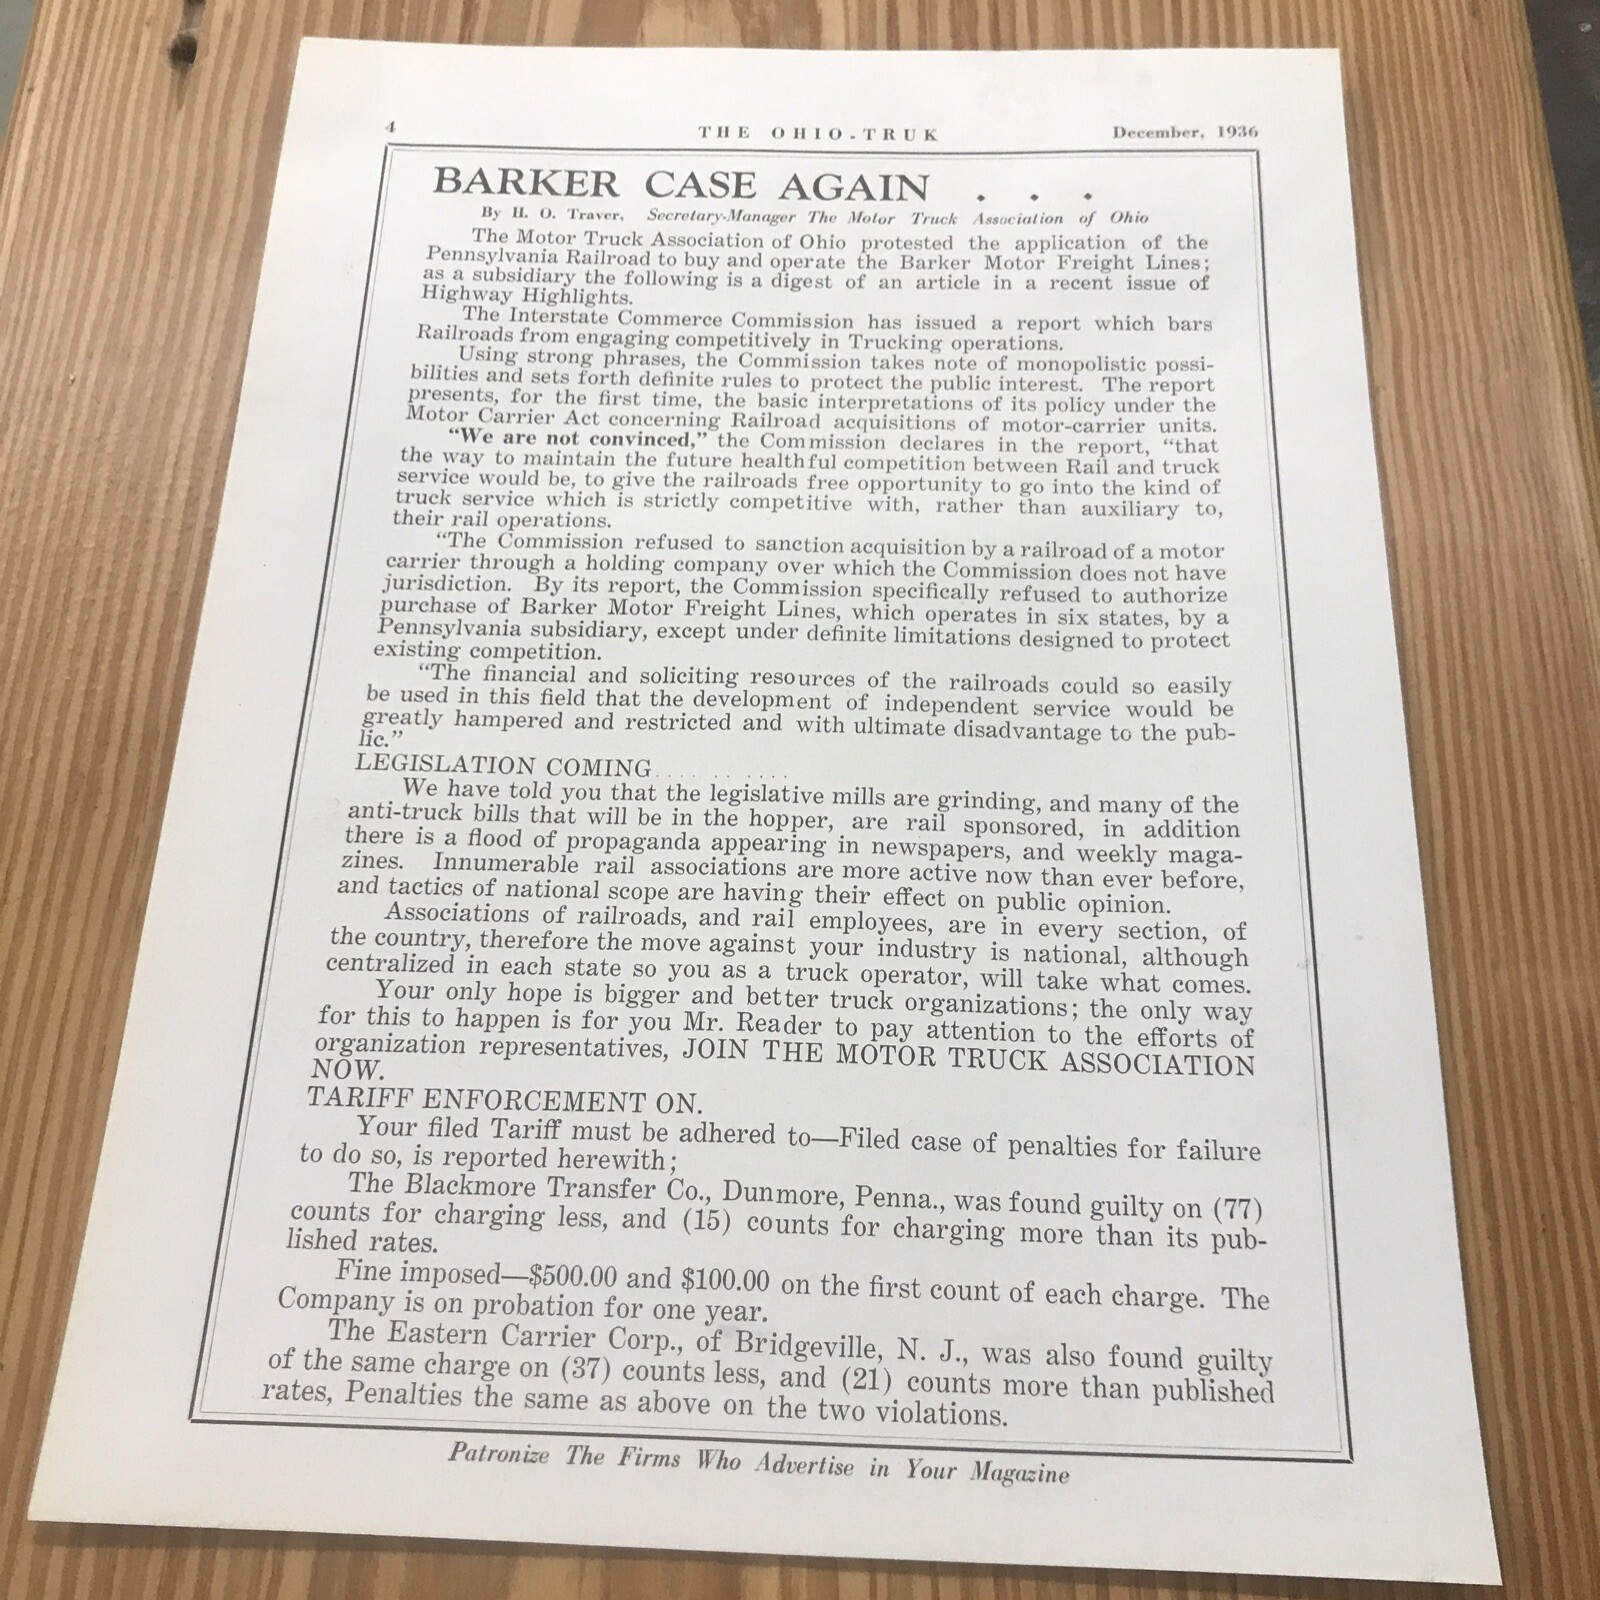 4 THE OHIO-TRUK December, 1936
BARKER CASE AGAIN . . .
By H. O. Traver, Secretary-Manager The Motor Truck Association of Ohio
The Motor Truck Association of Ohio protested the application of the
Pennsylvania Railroad to buy and operate the Barker Motor Freight Lines;
as a subsidiary the following is a digest of an article in a recent issue of
Highway Highlights.
The Interstate Commerce Commission has issued a report which bars
Railroads from engaging competitively in Trucking operations.
Using strong phrases, the Commission takes note of monopolistic possi-
bilities and sets forth definite rules to protect the public interest. The report
presents, for the first time, the basic interpretations of its policy under the
Motor Carrier Act concerning Railroad acquisitions of motor-carrier units.
"We are not convinced," the Commission declares in the report, "that
the way to maintain the future healthful competition between Rail and truck
service would be, to give the railroads free opportunity to go into the kind of
truck service which is strictly competitive with, rather than auxiliary to,
their rail operations.
"The Commission refused to sanction acquisition by a railroad of a motor
carrier through a holding company over which the Commission does not have
jurisdiction. By its report, the Commission specifically refused to authorize
purchase of Barker Motor Freight Lines, which operates in six states, by a
Pennsylvania subsidiary, except under definite limitations designed to protect
existing competition.
"The financial and soliciting resources of the railroads could so easily
be used in this field that the development of independent service would be
greatly hampered and restricted and with ultimate disadvantage to the pub-
lic."
LEGISLATION COMING.... .. ....
We have told you that the legislative mills are grinding, and many of the
anti-truck bills that will be in the hopper, are rail sponsored, in addition
there is a flood of propaganda appearing in newspapers, and weekly maga-
zines. Innumerable rail associations are more active now than ever before,
and tactics of national scope are having their effect on public opinion.
Associations of railroads, and rail employees, are in every section, of
the country, therefore the move against your industry is national, although
centralized in each state so you as a truck operator, will take what comes.
Your only hope is bigger and better truck organizations; the only way
for this to happen is for you Mr. Reader to pay attention to the efforts of
organization representatives, JOIN THE MOTOR TRUCK ASSOCIATION
NOW.
TARIFF ENFORCEMENT ON.
Your filed Tariff must be adhered to—Filed case of penalties for failure
to do so, is reported herewith;
The Blackmore Transfer Co., Dunmore, Penna., was found guilty on (77)
counts for charging less, and (15) counts for charging more than its pub-
lished rates.
Fine imposed—$500.00 and $100.00 on the first count of each charge. The
Company is on probation for one year.
The Eastern Carrier Corp., of Bridgeville, N. J., was also found guilty
of the same charge on (37) counts less, and (21) counts more than published
rates, Penalties the same as above on the two violations.
Patronize The Firms Who Advertise in Your Magazine